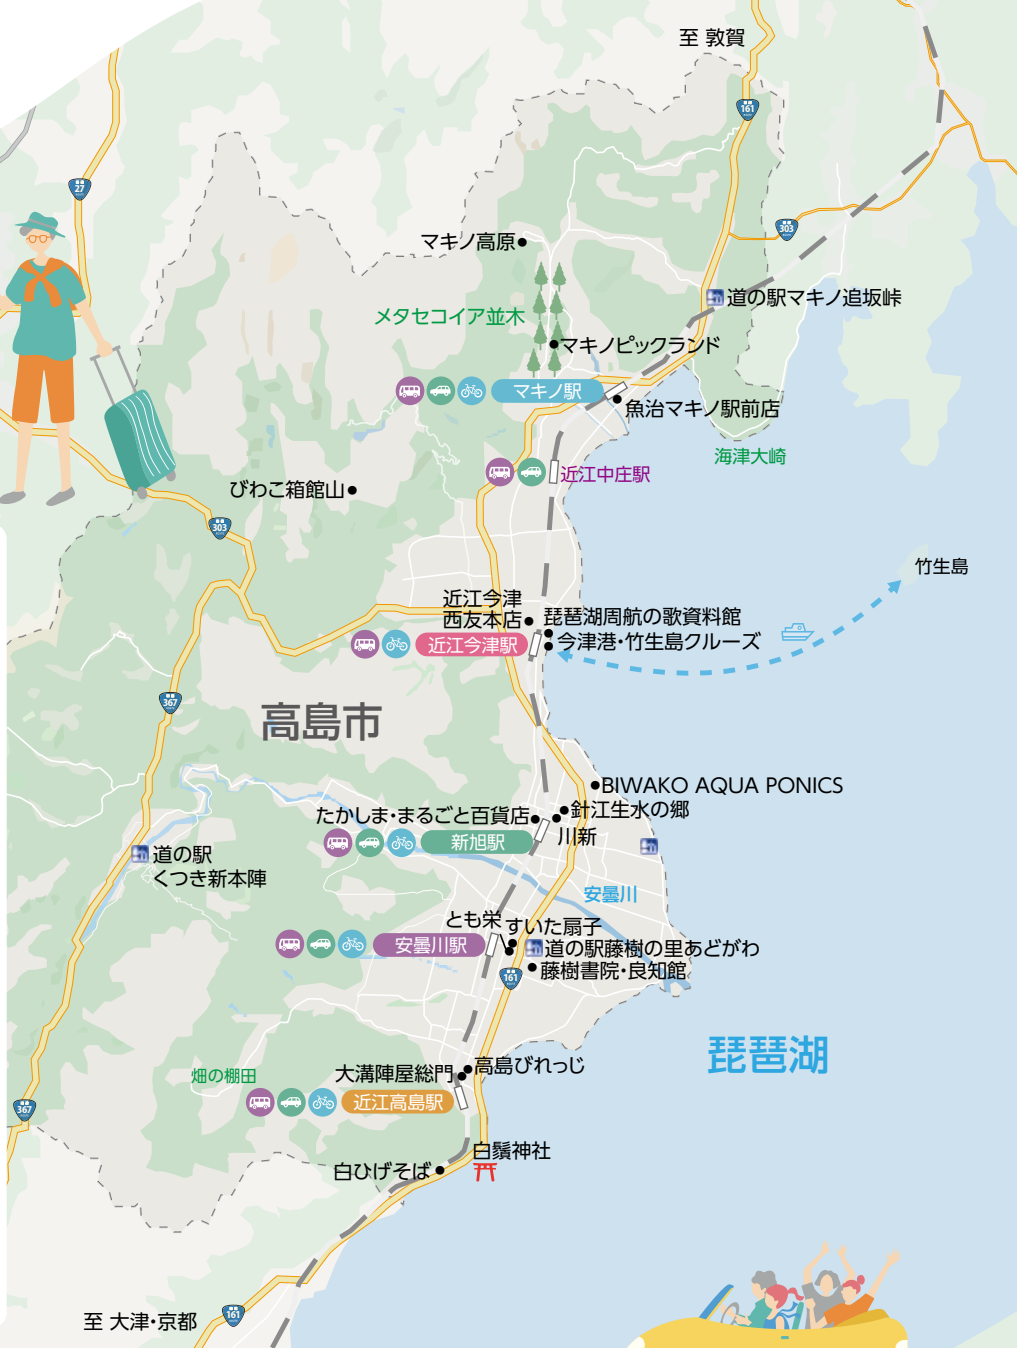 至 敦賀
161
27
303
マキノ高原
道の駅マキノ追坂峠
メタセコイア並木
マキノピックランド
マキノ駅
魚治マキノ駅前店
海津大崎
近江中庄駅
びわこ箱館山
303
竹生島
近江今津
西友本店
琵琶湖周航の歌資料館
今津港・竹生島クルーズ
近江今津駅
367
高島市
BIWAKO AQUA PONICS
たかしま・まるごと百貨店
針江生水の郷
川新
新旭駅
道の駅
くつき新本陣
安曇川
とも栄
すいた扇子
安曇川駅
道の駅藤樹の里あどがわ
藤樹書院・良知館
161
琵琶湖
高島びれっじ
大溝陣屋総門
畑の棚田
近江高島駅
367
白鬚神社
白ひげそば
至 大津・京都
161